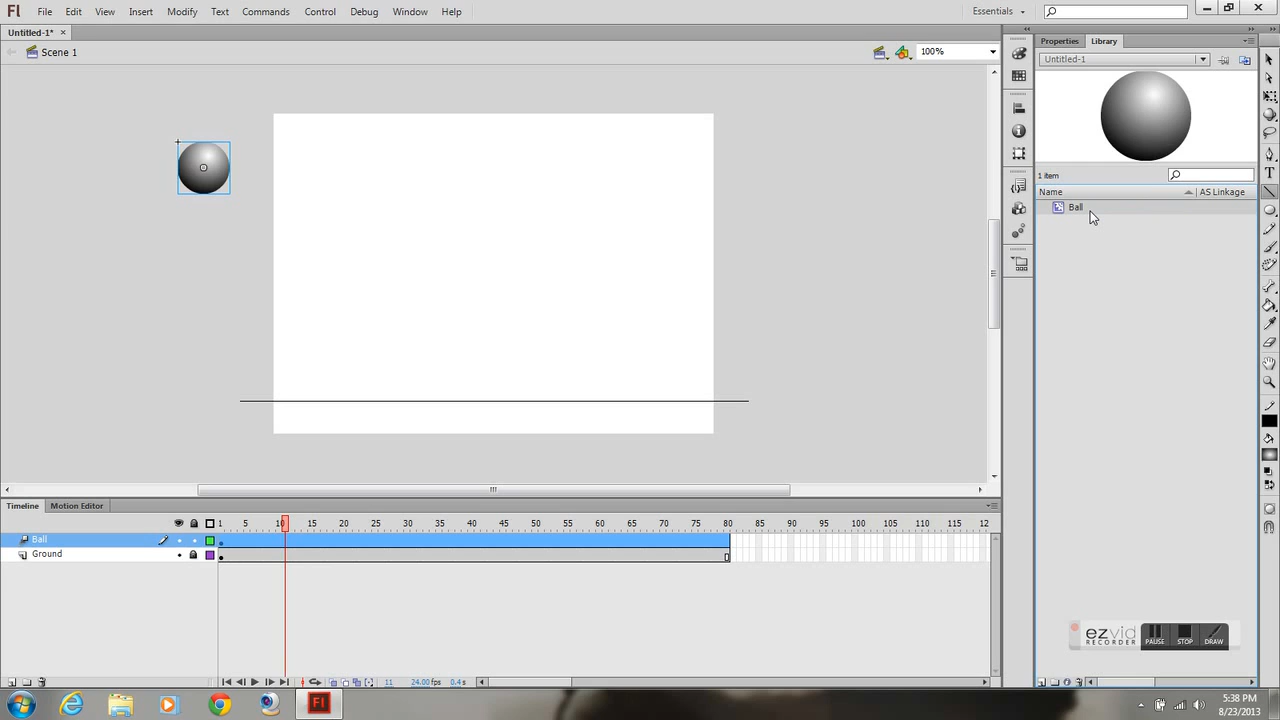 Fl File Edit View Insert Modify Text Commands Control Debug Window Help Essentials
Untitled-1*
Scene 1 100%
Properties Library
Untitled-1
1 item
Name AS Linkage
Ball
ezvid RECORDER PAUSE STOP DRAW
Timeline Motion Editor
1 5 10 15 20 25 30 35 40 45 50 55 60 65 70 75 80 85 90 95 100 105 110 115 12
Ball
Ground
11 24.00 fps 0.4 s
Fl
5:38 PM
8/23/2013